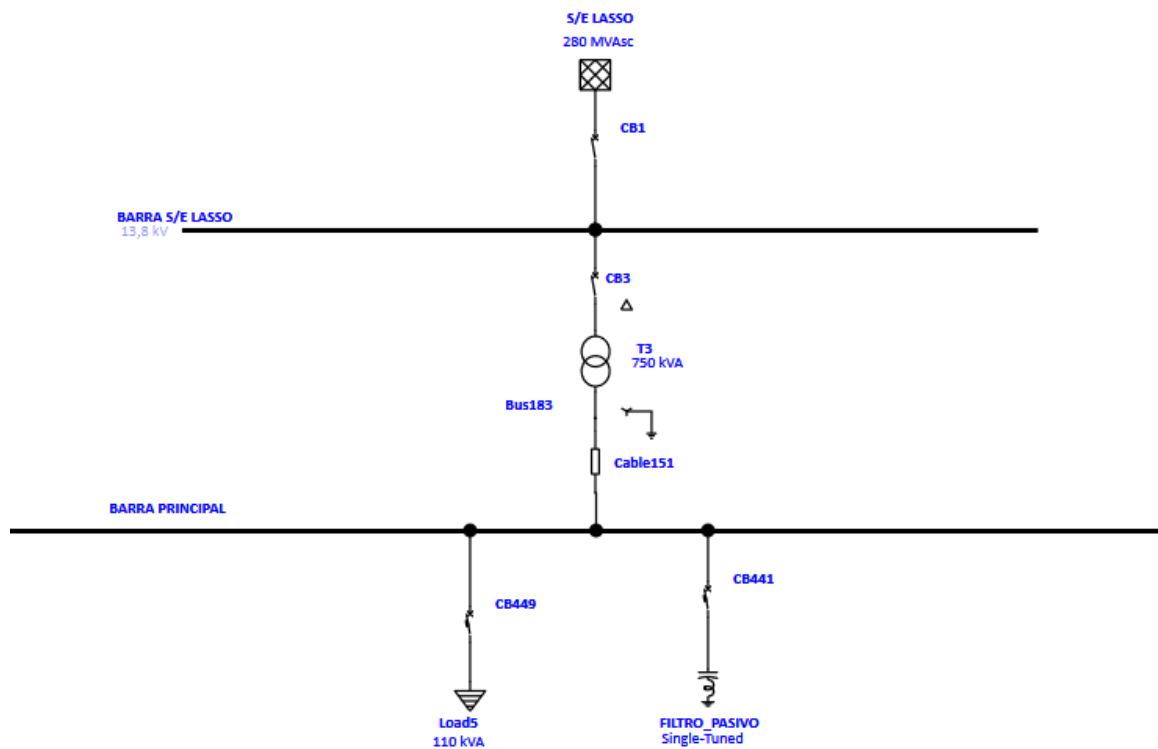 S/E LASSO
280 MVAsc
CB1
BARRA S/E LASSO
13,8 kV
CB3
T3
750 kVA
Bus183
Cable151
BARRA PRINCIPAL
CB441
CB449
Load5
110 kVA
FILTRO_PASIVO
Single-Tuned